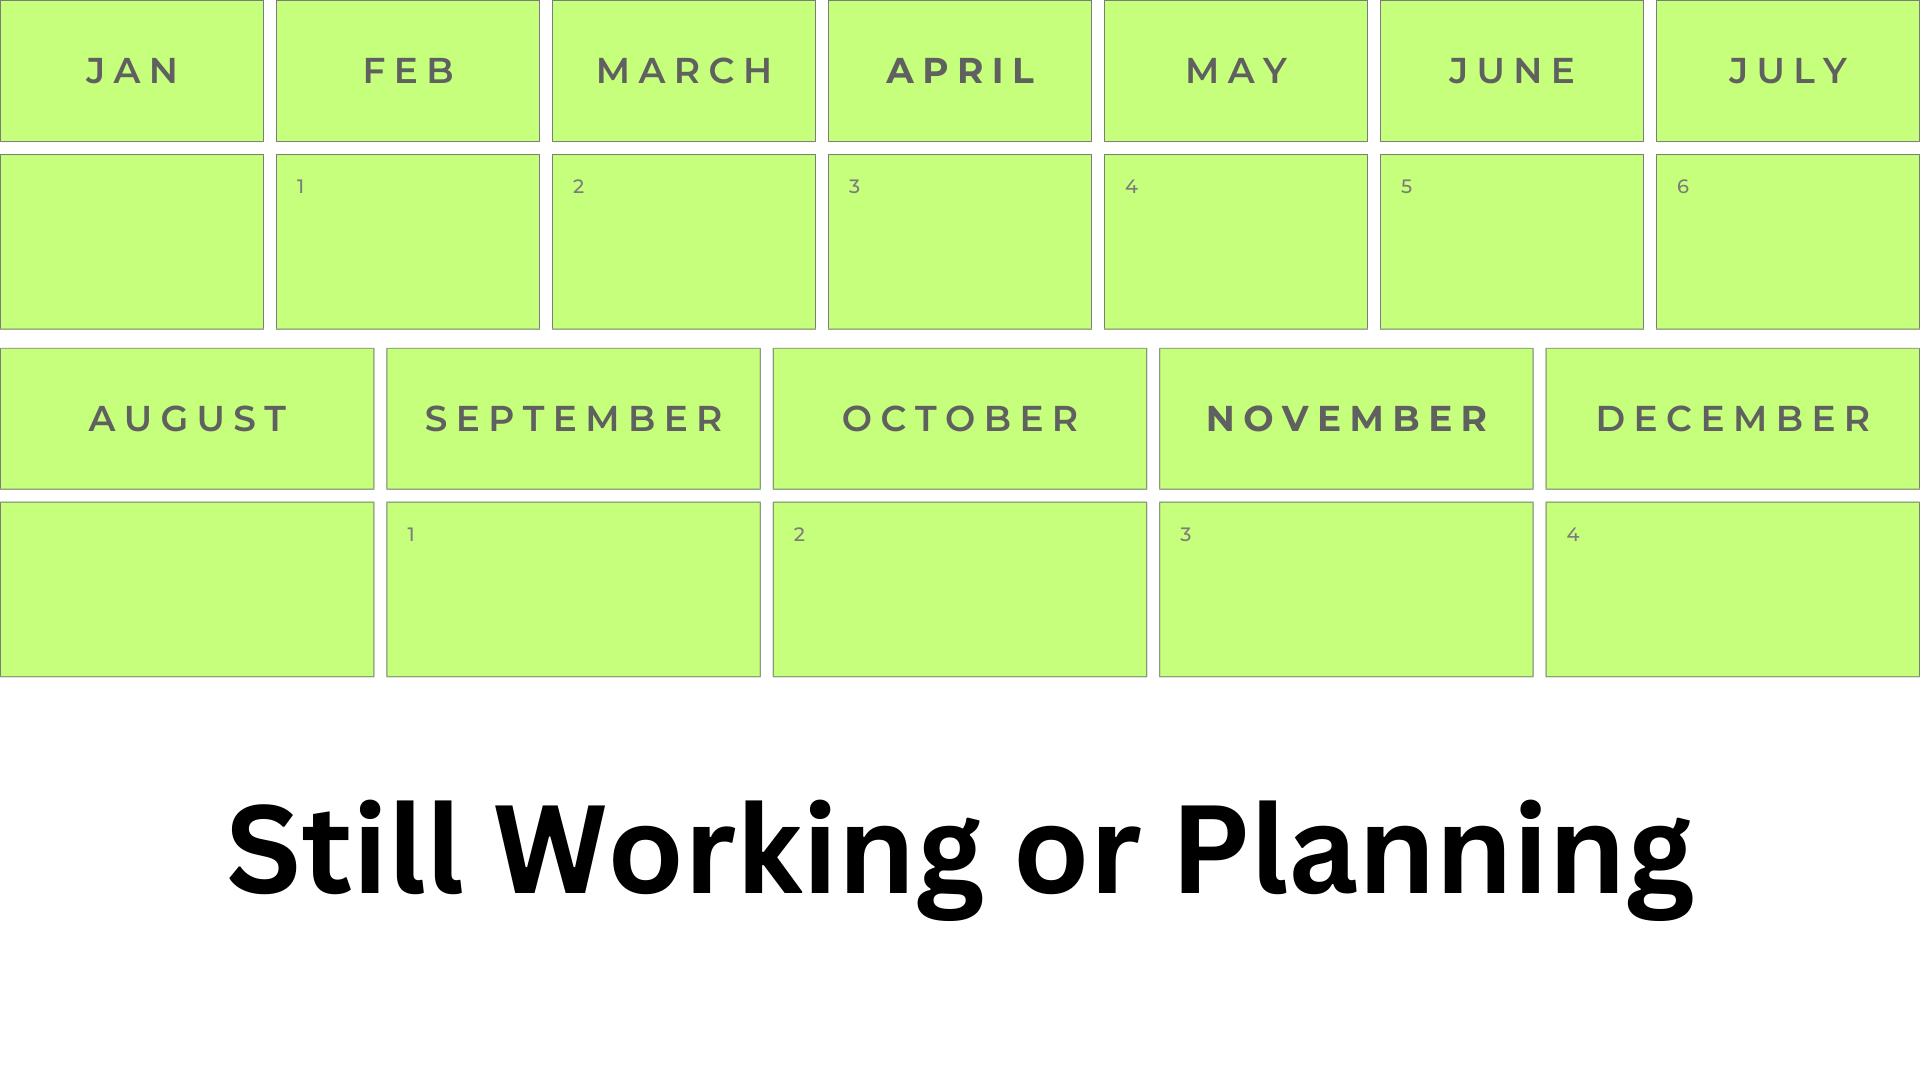 JAN FEB MARCH APRIL MAY JUNE JULY
1 2 3 4 5 6
AUGUST SEPTEMBER OCTOBER NOVEMBER DECEMBER
1 2 3 4
Still Working or Planning